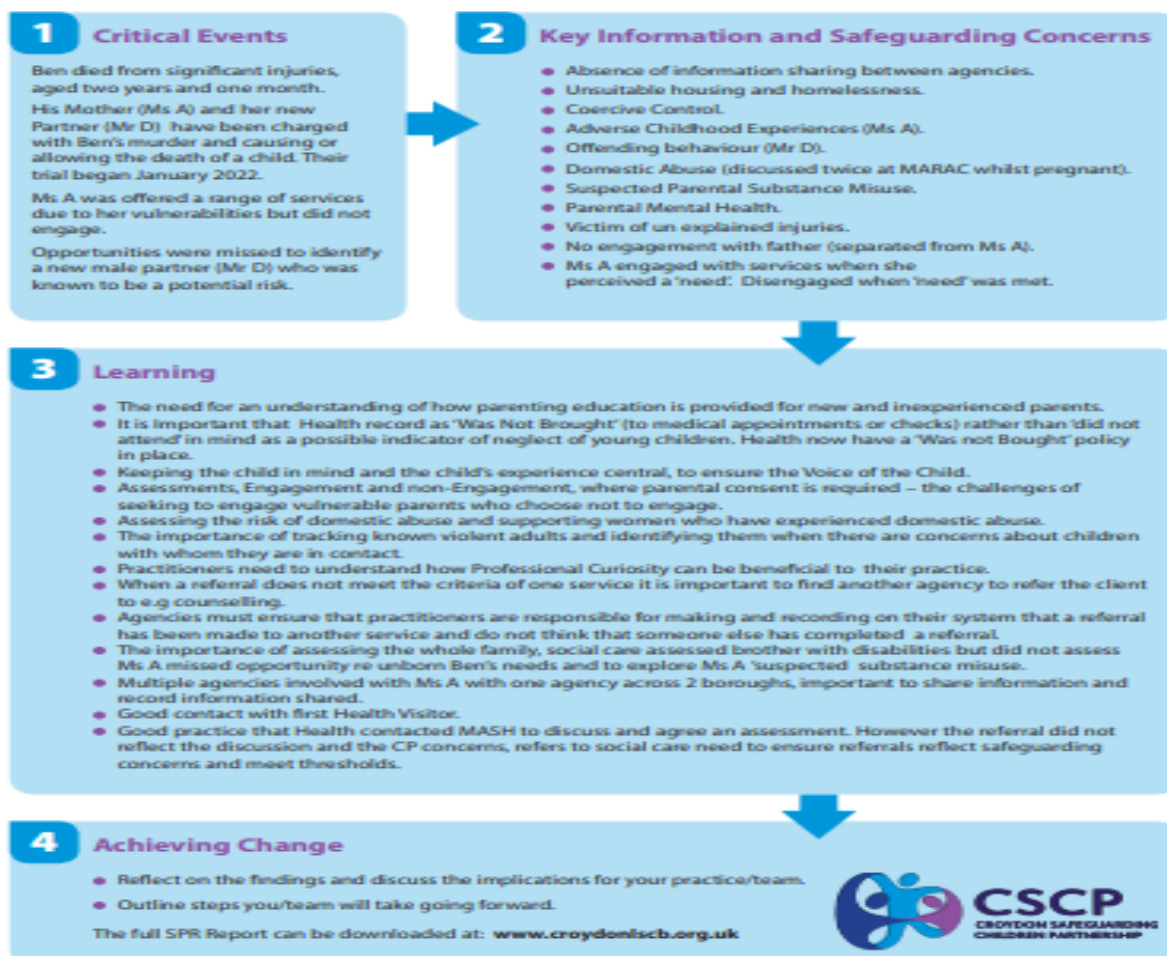 1 Critical Events
Ben died from significant injuries,
aged two years and one month.
His Mother (Ms A) and her new
Partner (Mr D) have been charged
with Ben's murder and causing or
allowing the death of a child. Their
trial began January 2022.
Ms A was offered a range of services
due to her vulnerabilities but did not
engage.
Opportunities were missed to identify
a new male partner (Mr D) who was
known to be a potential risk.
2 Key Information and Safeguarding Concerns
• Absence of information sharing between agencies.
• Unsuitable housing and homelessness.
• Coercive Control.
• Adverse Childhood Experiences (Ms A).
• Offending behaviour (Mr D).
• Domestic Abuse (discussed twice at MARAC whilst pregnant).
• Suspected Parental Substance Misuse.
• Parental Mental Health.
• Victim of un explained injuries.
• No engagement with father (separated from Ms A).
• Ms A engaged with services when she
perceived a 'need'. Disengaged when 'need' was met.
3 Learning
• The need for an understanding of how parenting education is provided for new and inexperienced parents.
• It is Important that Health record as 'Was Not Brought' (to medical appointments or checks) rather than 'did not
attend' in mind as a possible indicator of neglect of young children. Health now have a 'Was not Bought' policy
in place.
• Keeping the child in mind and the child's experience central, to ensure the Voice of the Child.
• Assessments, Engagement and non-Engagement, where parental consent is required – the challenges of
seeking to engage vulnerable parents who choose not to engage.
• Assessing the risk of domestic abuse and supporting women who have experienced domestic abuse.
• The importance of tracking known violent adults and identifying them when there are concerns about children
with whom they are in contact.
• Practitioners need to understand how Professional Curiosity can be beneficial to their practice.
• When a referral does not meet the criteria of one service it is important to find another agency to refer the client
to e.g counselling.
• Agencies must ensure that practitioners are responsible for making and recording on their system that a referral
has been made to another service and do not think that someone else has completed a referral.
• The importance of assessing the whole family, social care assessed brother with disabilities but did not assess
Ms A missed opportunity re unborn Ben's needs and to explore Ms A 'suspected substance misuse.
• Multiple agencies involved with Ms A with one agency across 2 boroughs, important to share information and
record information shared.
• Good contact with first Health Visitor.
• Good practice that Health contacted MASH to discuss and agree an assessment. However the referral did not
reflect the discussion and the CP concerns, refers to social care need to ensure referrals reflect safeguarding
concerns and meet thresholds.
4 Achieving Change
• Reflect on the findings and discuss the implications for your practice/team.
• Outline steps you/team will take going forward.
The full SPR Report can be downloaded at: www.croydonlscb.org.uk
CSCP
CROYDON SAFEGUARDING
CHILDREN PARTNERSHIP